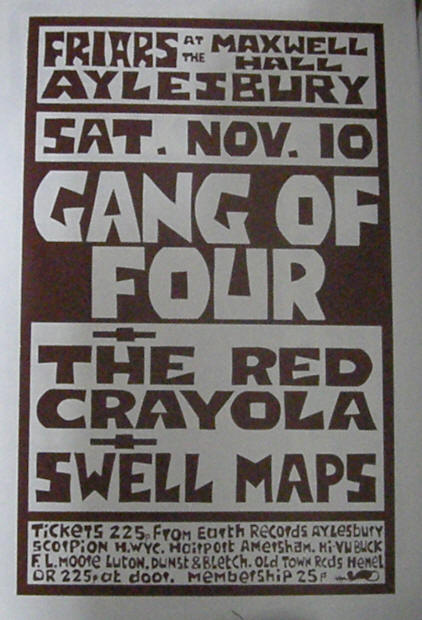 FRIARS AT THE MAXWELL HALL
AYLESBURY
SAT. NOV. 10
GANG OF
FOUR
THE RED
CRAYOLA
SWELL MAPS
TICKETS 225p FROM EARTH RECORDS AYLESBURY
SCORPION H.WYC. HAIRPORT AMERSHAM. HI-VU BUCK
F.L. MOORE LUTON, DUNST & BLETCH. OLD TOWN RCDS HEMEL
OR 225p at door. MEMBERSHIP 25p